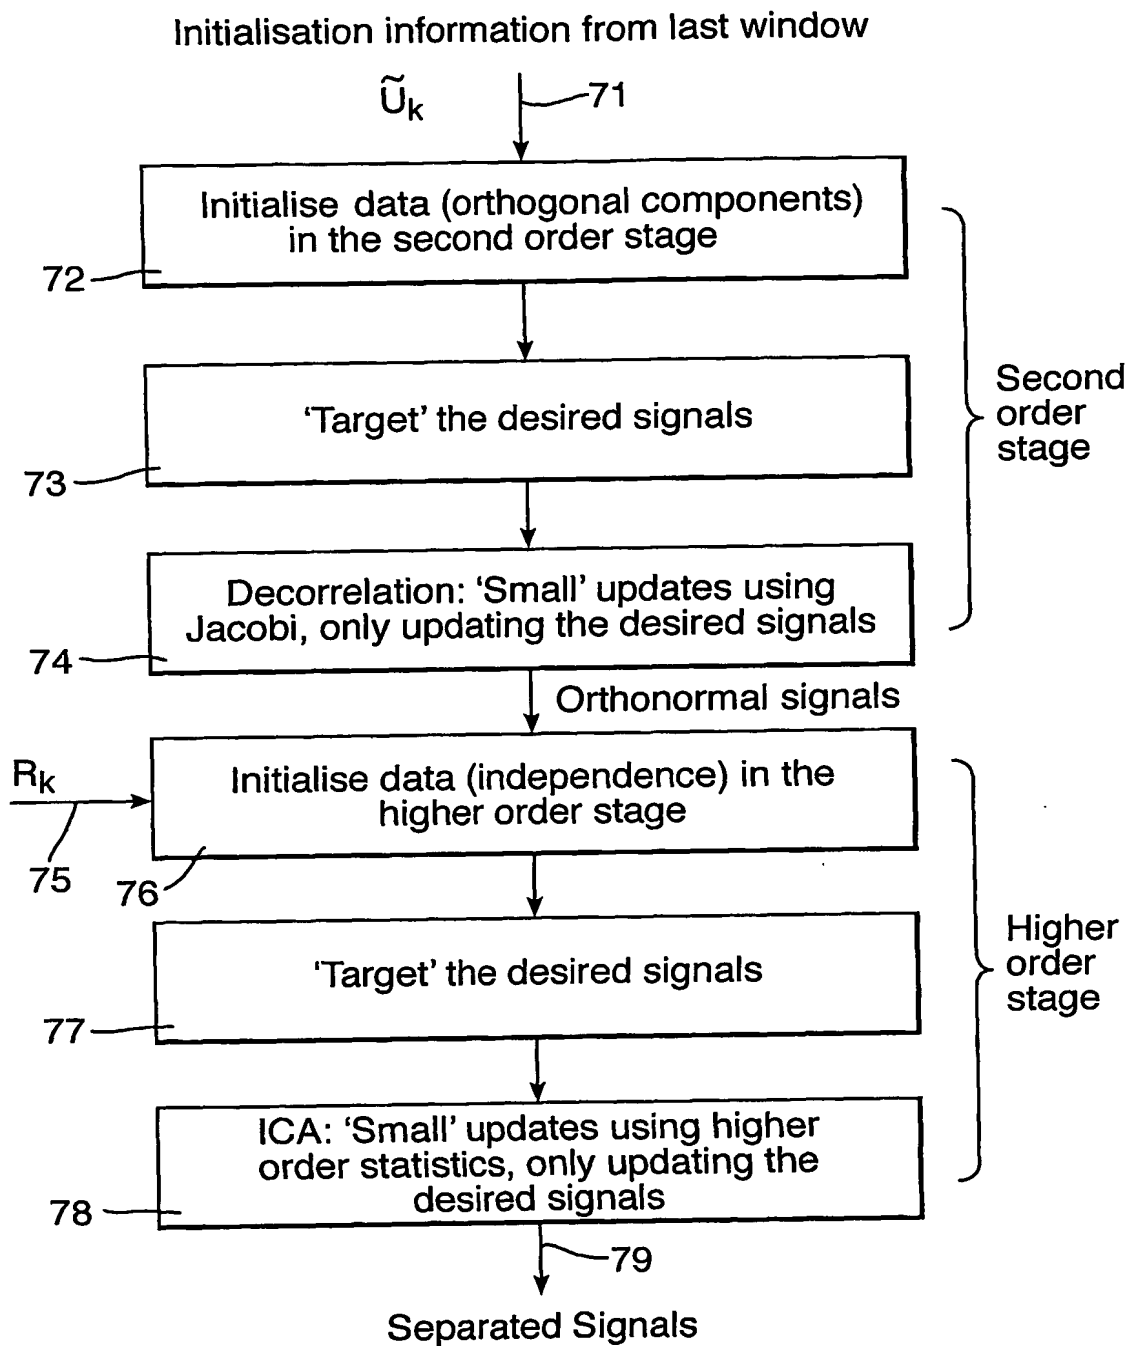 Initialisation information from last window
Ũk
71
Initialise data (orthogonal components)
in the second order stage
72
'Target' the desired signals
73
Second
order
stage
Decorrelation: 'Small' updates using
Jacobi, only updating the desired signals
74
Orthonormal signals
Rk
75
Initialise data (independence) in the
higher order stage
76
'Target' the desired signals
77
Higher
order
stage
ICA: 'Small' updates using higher
order statistics, only updating the
desired signals
78
79
Separated Signals